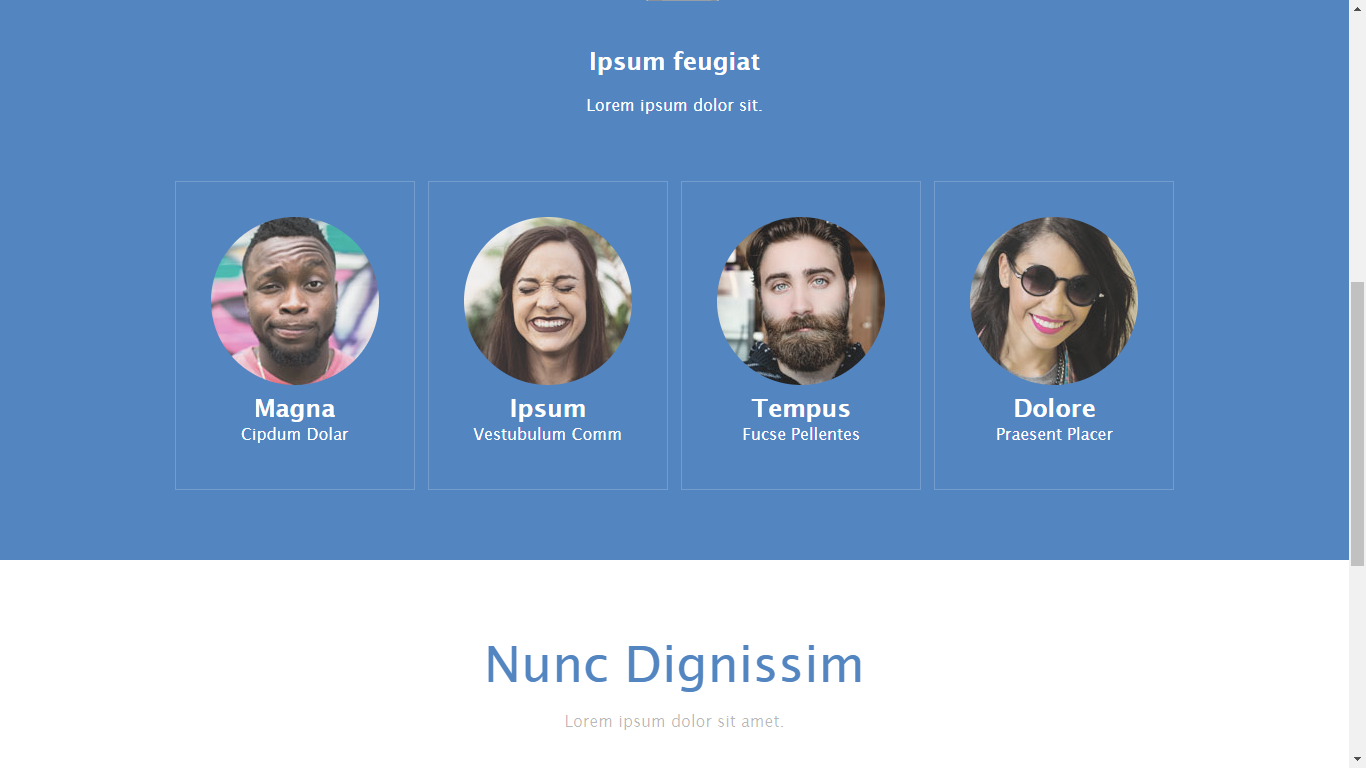 Ipsum feugiat
Lorem ipsum dolor sit.
Magna
Cipdum Dolar
Ipsum
Vestubulum Comm
Tempus
Fucse Pellentes
Dolore
Praesent Placer
Nunc Dignissim
Lorem ipsum dolor sit amet.